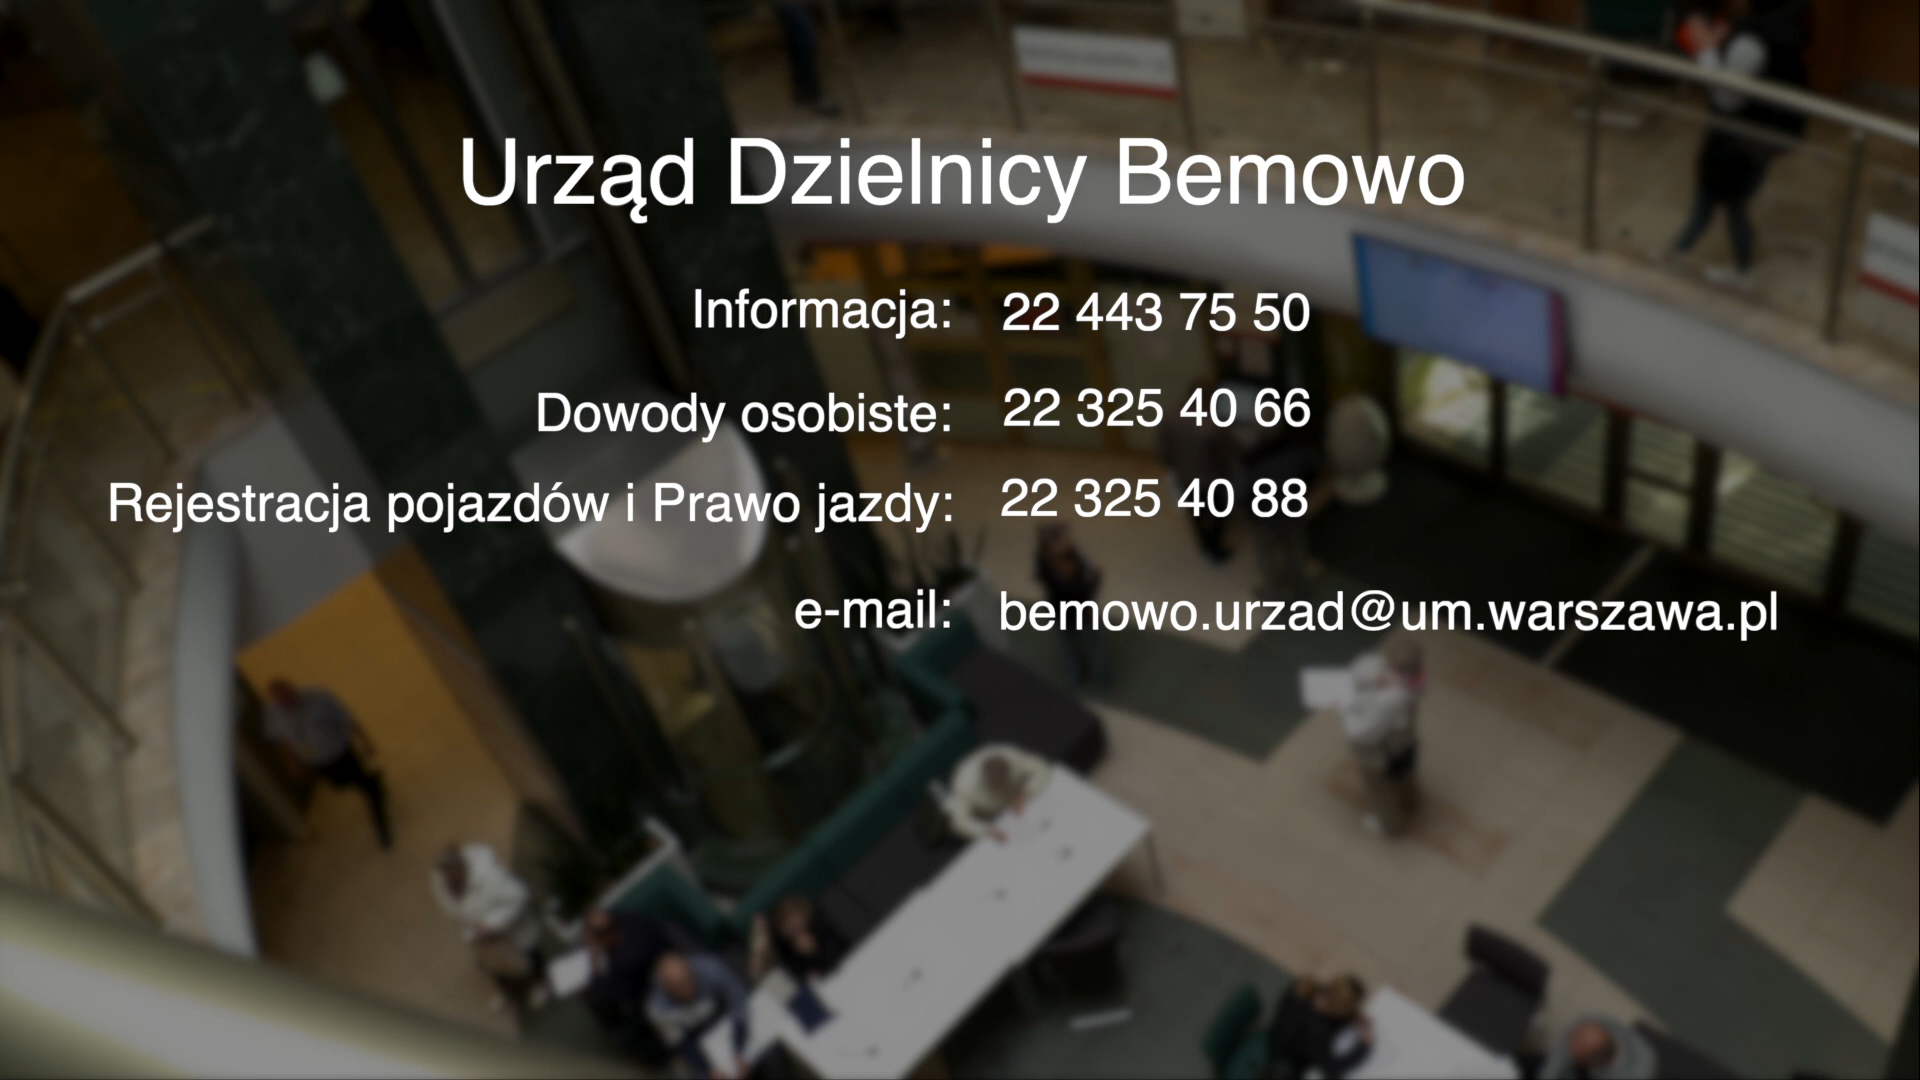 Urząd Dzielnicy Bemowo
Informacja: 22 443 75 50
Dowody osobiste: 22 325 40 66
Rejestracja pojazdów i Prawo jazdy: 22 325 40 88
e-mail: bemowo.urzad@um.warszawa.pl